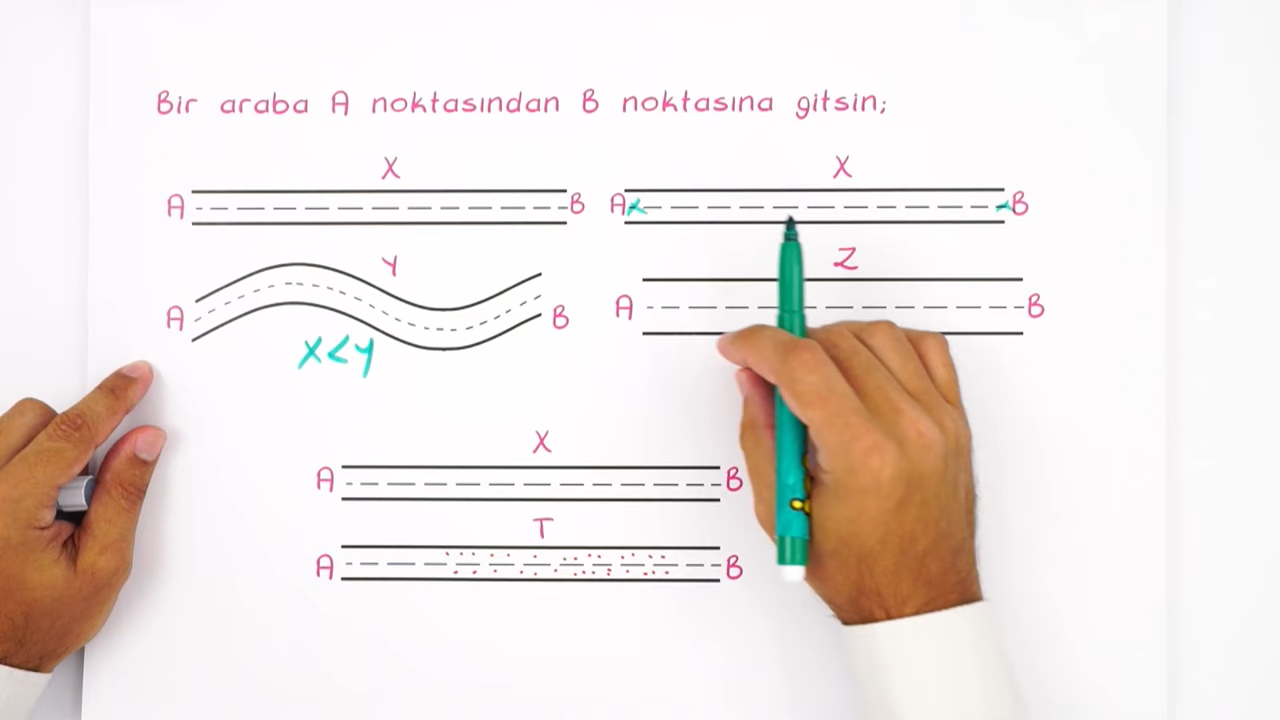 Bir araba A noktasından B noktasına gitsin;
X
A B
Y
A B
X<Y
X
A B
Z
A B
X
A B
T
A B